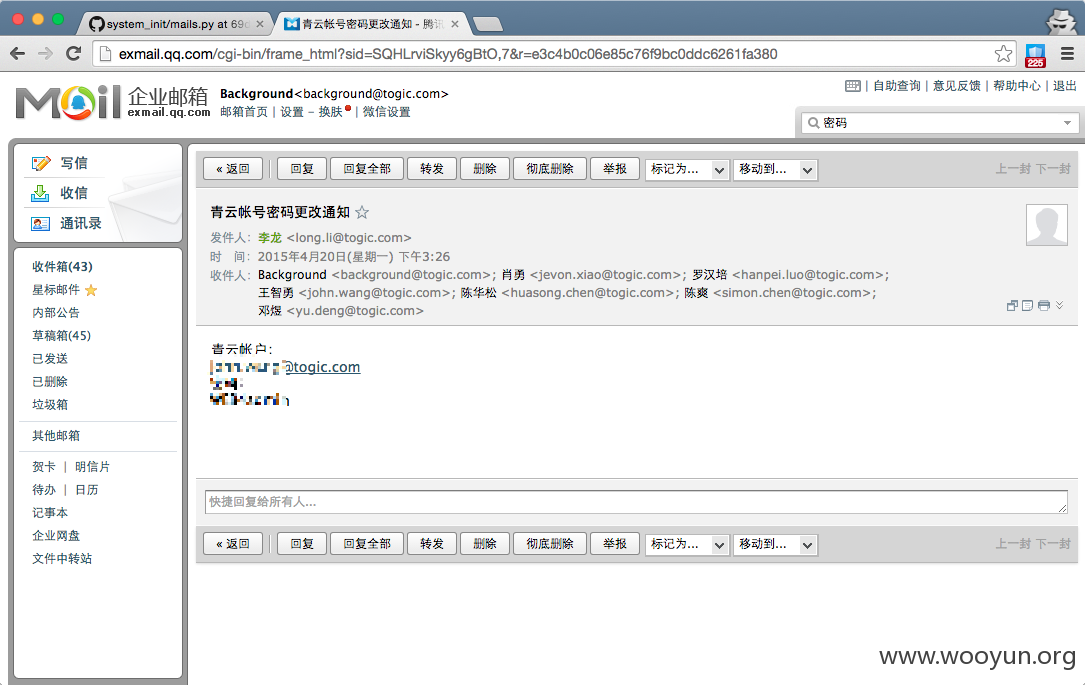 system_init/mails.py at 69c
青云帐号密码更改通知 - 腾讯
exmail.qq.com/cgi-bin/frame_html?sid=SQHLrviSkyy6gBtO,7&r=e3c4b0c06e85c76f9bc0ddc6261fa380
225
Mail 企业邮箱
exmail.qq.com
Background<background@togic.com>
邮箱首页 | 设置 - 换肤 | 微信设置
| 自助查询 | 意见反馈 | 帮助中心 | 退出
密码
写信
收信
通讯录
收件箱(43)
星标邮件
内部公告
草稿箱(45)
已发送
已删除
垃圾箱
其他邮箱
贺卡 | 明信片
待办 | 日历
记事本
企业网盘
文件中转站
« 返回 回复 回复全部 转发 删除 彻底删除 举报 标记为... 移动到... 上一封 下一封
青云帐号密码更改通知
发件人: 李龙 <long.li@togic.com>
时 间: 2015年4月20日(星期一) 下午3:26
收件人: Background <background@togic.com>; 肖勇 <jevon.xiao@togic.com>; 罗汉培 <hanpei.luo@togic.com>;
王智勇 <john.wang@togic.com>; 陈华松 <huasong.chen@togic.com>; 陈爽 <simon.chen@togic.com>;
邓煜 <yu.deng@togic.com>
青云帐户:
@togic.com
快捷回复给所有人...
« 返回 回复 回复全部 转发 删除 彻底删除 举报 标记为... 移动到... 上一封 下一封
www.wooyun.org